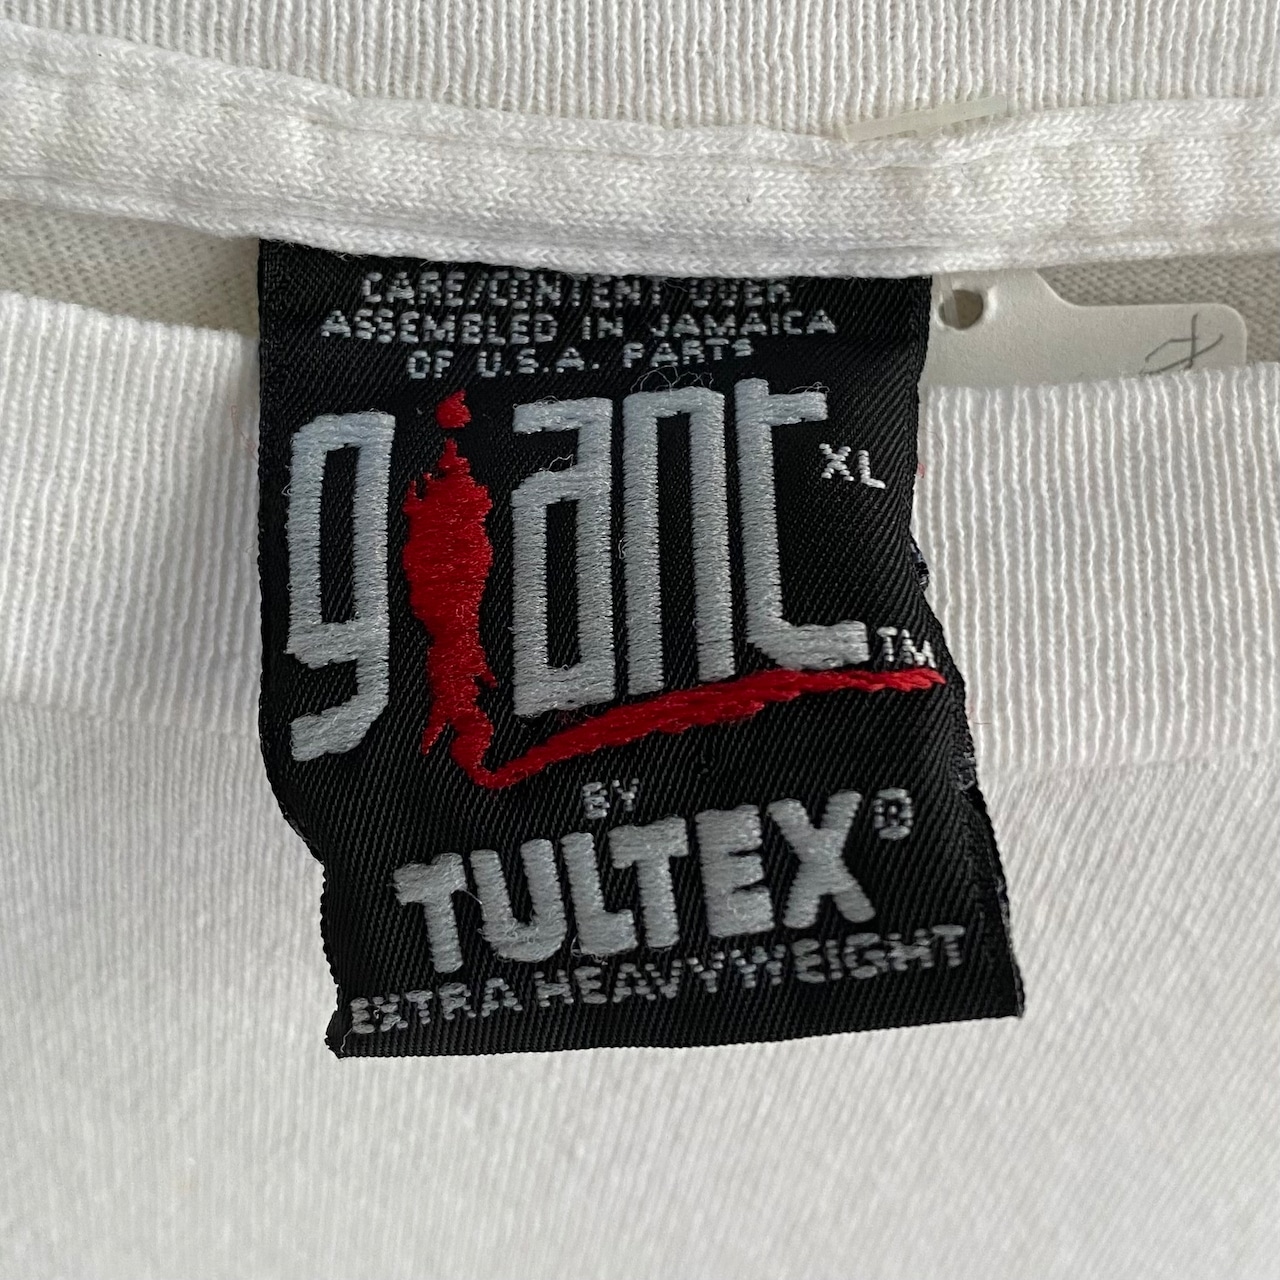 CARE/CONTENT OVER
ASSEMBLED IN JAMAICA
OF U.S.A. PARTS
giant
XL
TM
BY
TULTEX®
EXTRA HEAVYWEIGHT